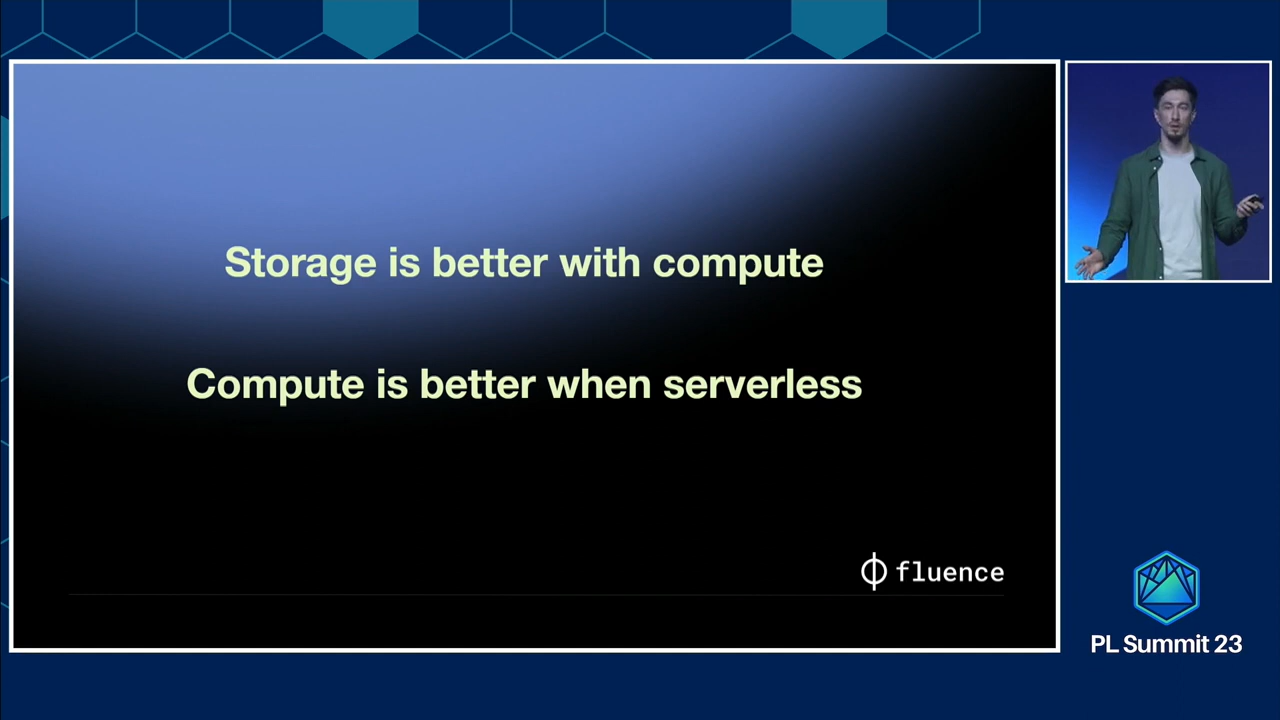 Storage is better with compute
Compute is better when serverless
fluence
PL Summit 23